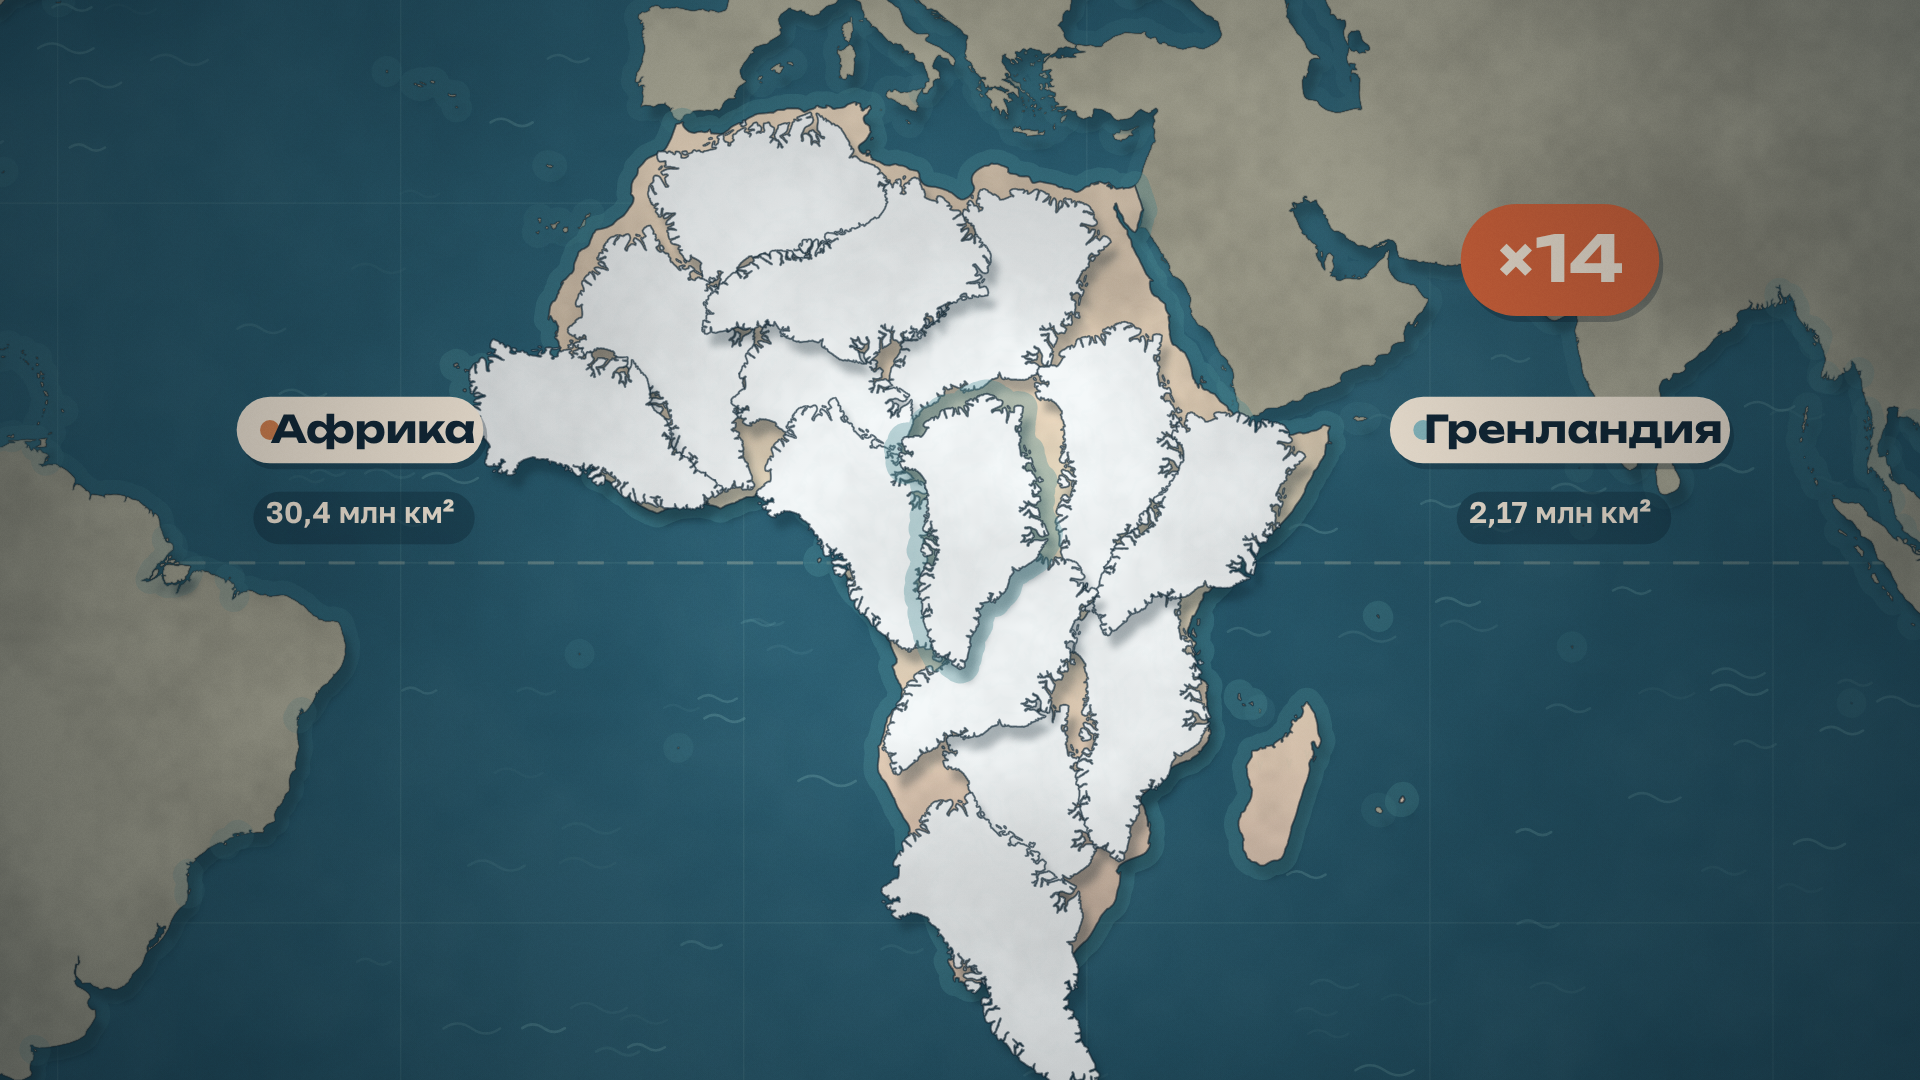 ×14
Африка
Гренландия
30,4 млн км²
2,17 млн км²